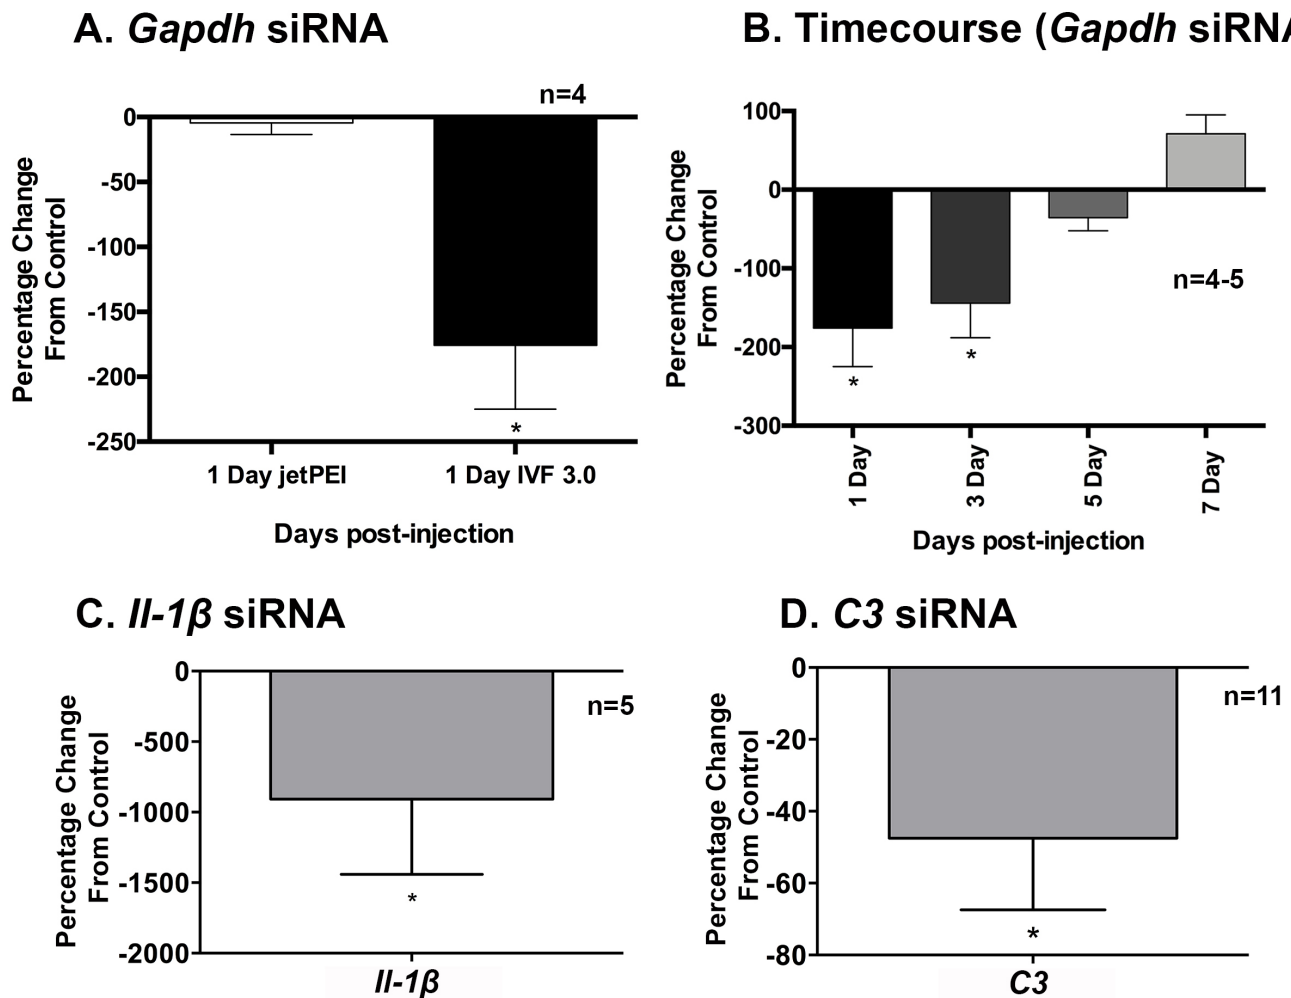 A. Gapdh siRNA
n=4
0
-50
-100
-150
-200
-250
Percentage Change
From Control
*
1 Day jetPEI
1 Day IVF 3.0
Days post-injection
B. Timecourse (Gapdh siRNA
100
0
-100
-200
-300
Percentage Change
From Control
n=4-5
*
*
1 Day
3 Day
5 Day
7 Day
Days post-injection
C. Il-1β siRNA
0
-500
-1000
-1500
-2000
Percentage Change
From Control
n=5
*
Il-1β
D. C3 siRNA
0
-20
-40
-60
-80
Percentage Change
From Control
n=11
*
C3